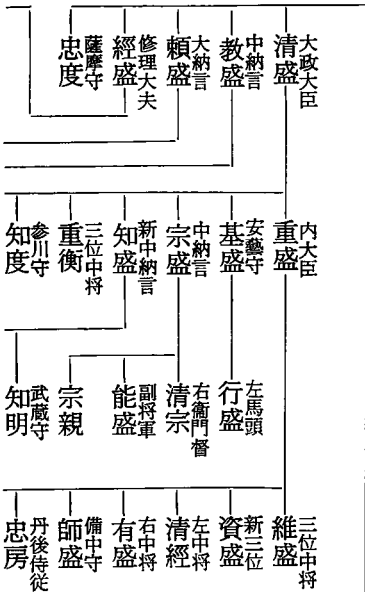 大政大臣
清盛
中納言
教盛
大納言
頼盛
修理大夫
經盛
薩摩守
忠度
内大臣
重盛
安藝守
基盛
中納言
宗盛
新中納言
知盛
三位中将
重衡
参川守
知度
左馬頭
行盛
右衞門督
清宗
副将軍
能盛
宗親
武蔵守
知明
三位中将
維盛
新三位
資盛
左中将
清經
右中将
有盛
備中守
師盛
丹後侍従
忠房